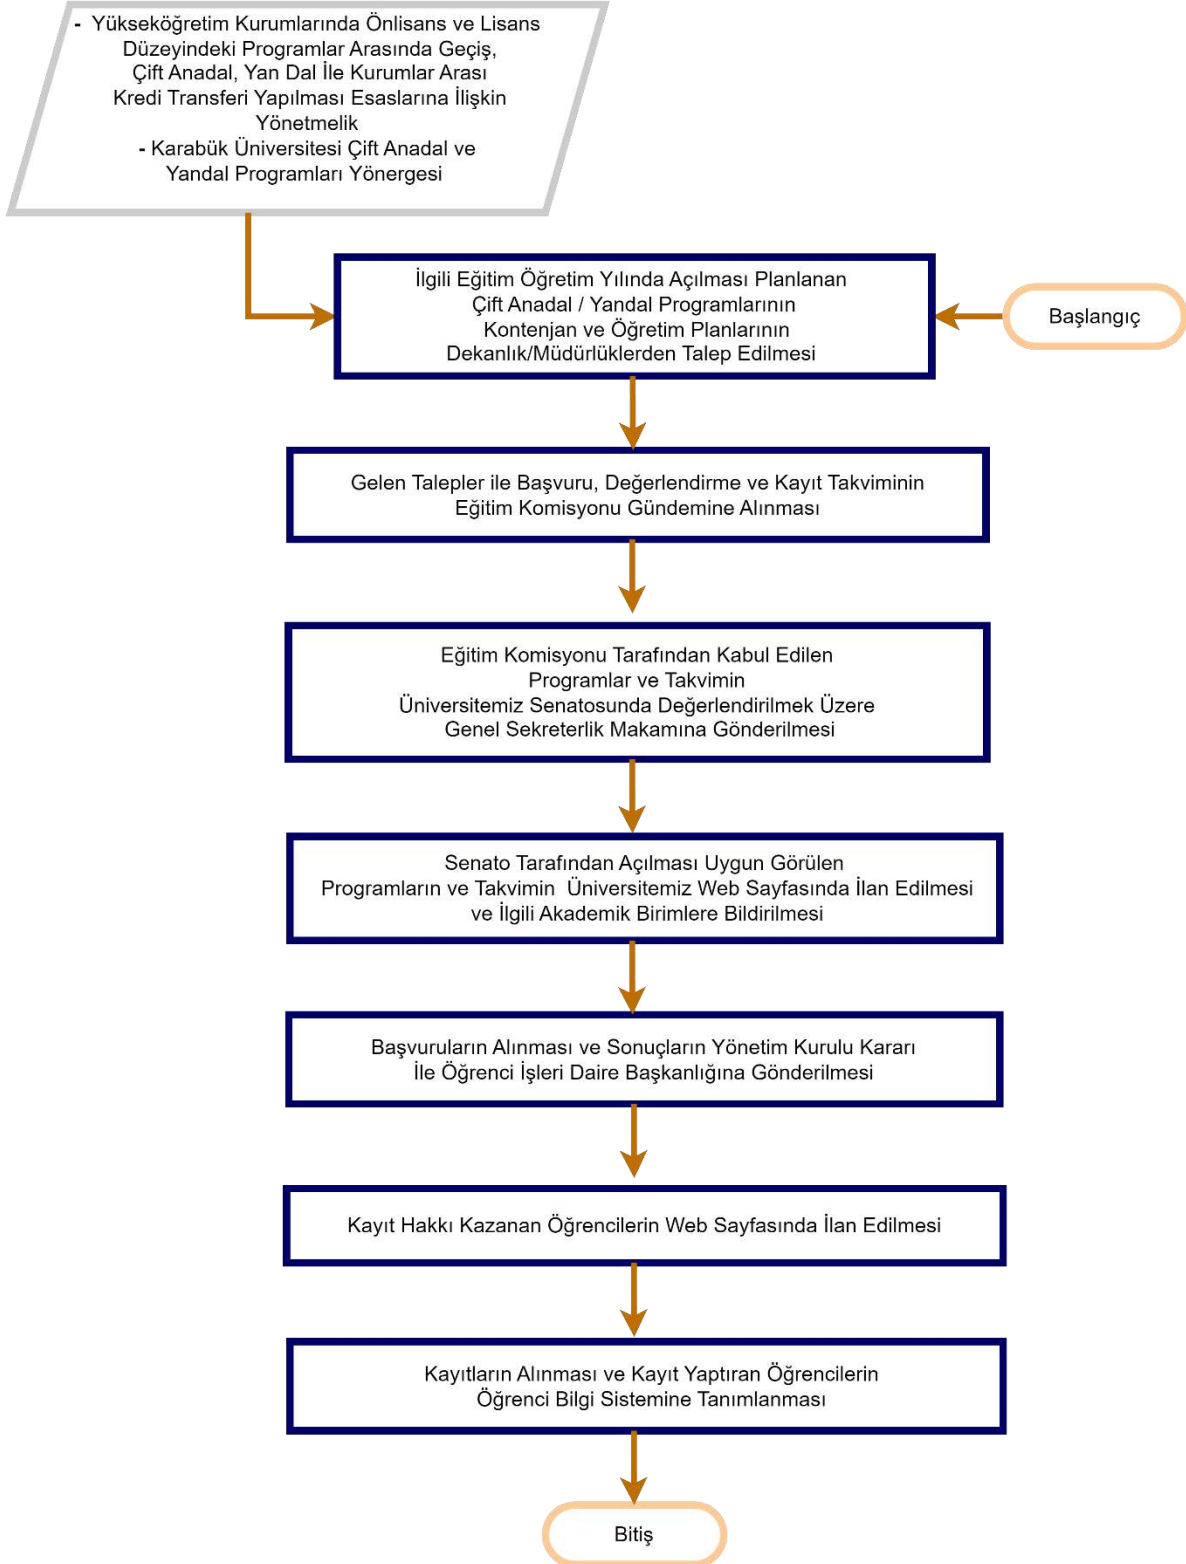 - Yükseköğretim Kurumlarında Önlisans ve Lisans
Düzeyindeki Programlar Arasında Geçiş,
Çift Anadal, Yan Dal İle Kurumlar Arası
Kredi Transferi Yapılması Esaslarına İlişkin
Yönetmelik
- Karabük Üniversitesi Çift Anadal ve
Yandal Programları Yönergesi
İlgili Eğitim Öğretim Yılında Açılması Planlanan
Çift Anadal / Yandal Programlarının
Kontenjan ve Öğretim Planlarının
Dekanlık/Müdürlüklerden Talep Edilmesi
Başlangıç
Gelen Talepler ile Başvuru, Değerlendirme ve Kayıt Takviminin
Eğitim Komisyonu Gündemine Alınması
Eğitim Komisyonu Tarafından Kabul Edilen
Programlar ve Takvimin
Üniversitemiz Senatosunda Değerlendirilmek Üzere
Genel Sekreterlik Makamına Gönderilmesi
Senato Tarafından Açılması Uygun Görülen
Programların ve Takvimin Üniversitemiz Web Sayfasında İlan Edilmesi
ve İlgili Akademik Birimlere Bildirilmesi
Başvuruların Alınması ve Sonuçların Yönetim Kurulu Kararı
İle Öğrenci İşleri Daire Başkanlığına Gönderilmesi
Kayıt Hakkı Kazanan Öğrencilerin Web Sayfasında İlan Edilmesi
Kayıtların Alınması ve Kayıt Yaptıran Öğrencilerin
Öğrenci Bilgi Sistemine Tanımlanması
Bitiş